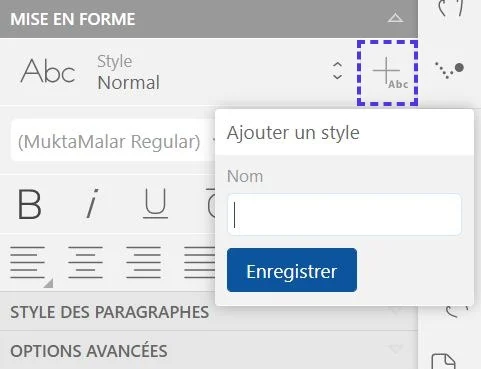 MISE EN FORME
Abc
Style
Normal
Abc
(MuktaMalar Regular)
Ajouter un style
Nom
B i U
Enregistrer
STYLE DES PARAGRAPHES
OPTIONS AVANCÉES